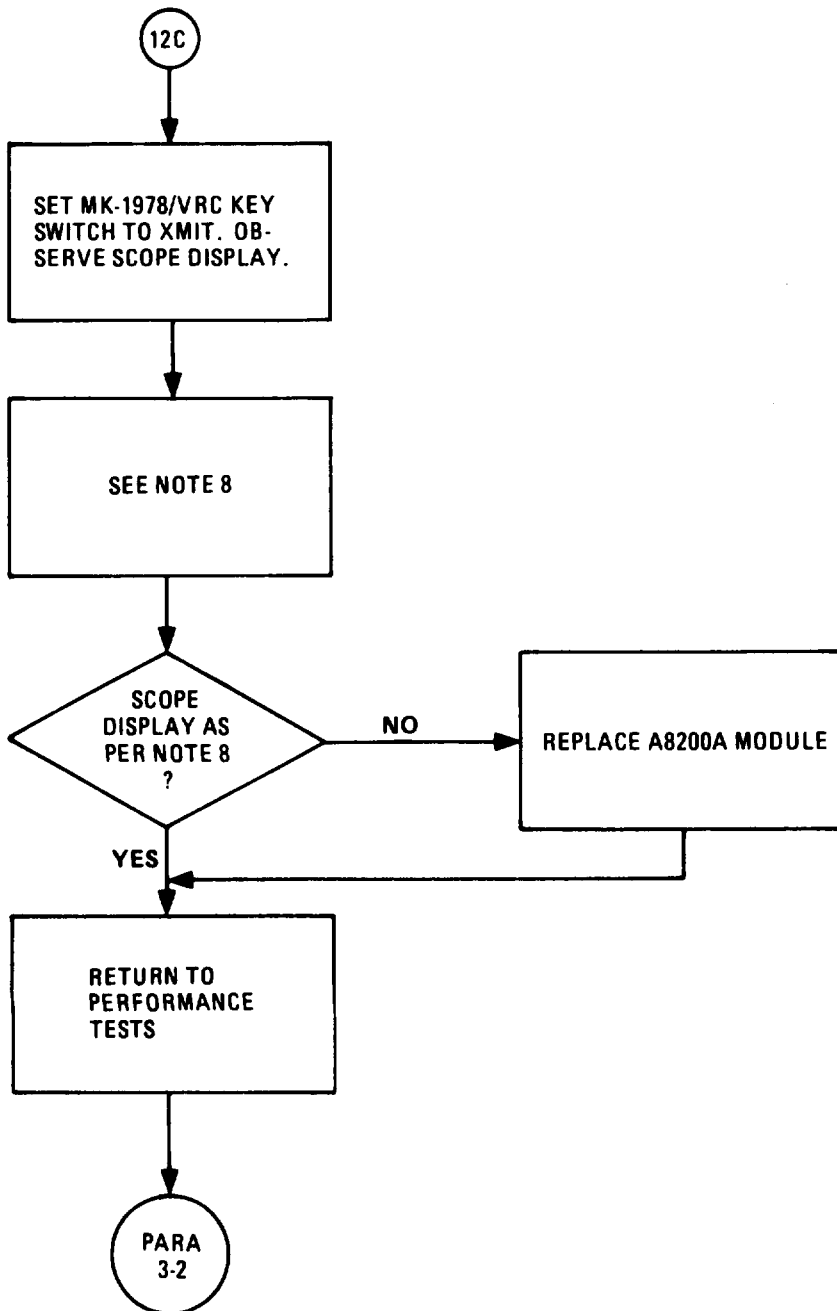 12C
SET MK-1978/VRC KEY
SWITCH TO XMIT. OB-
SERVE SCOPE DISPLAY.
SEE NOTE 8
SCOPE
DISPLAY AS
PER NOTE 8
?
NO
REPLACE A8200A MODULE
YES
RETURN TO
PERFORMANCE
TESTS
PARA
3-2